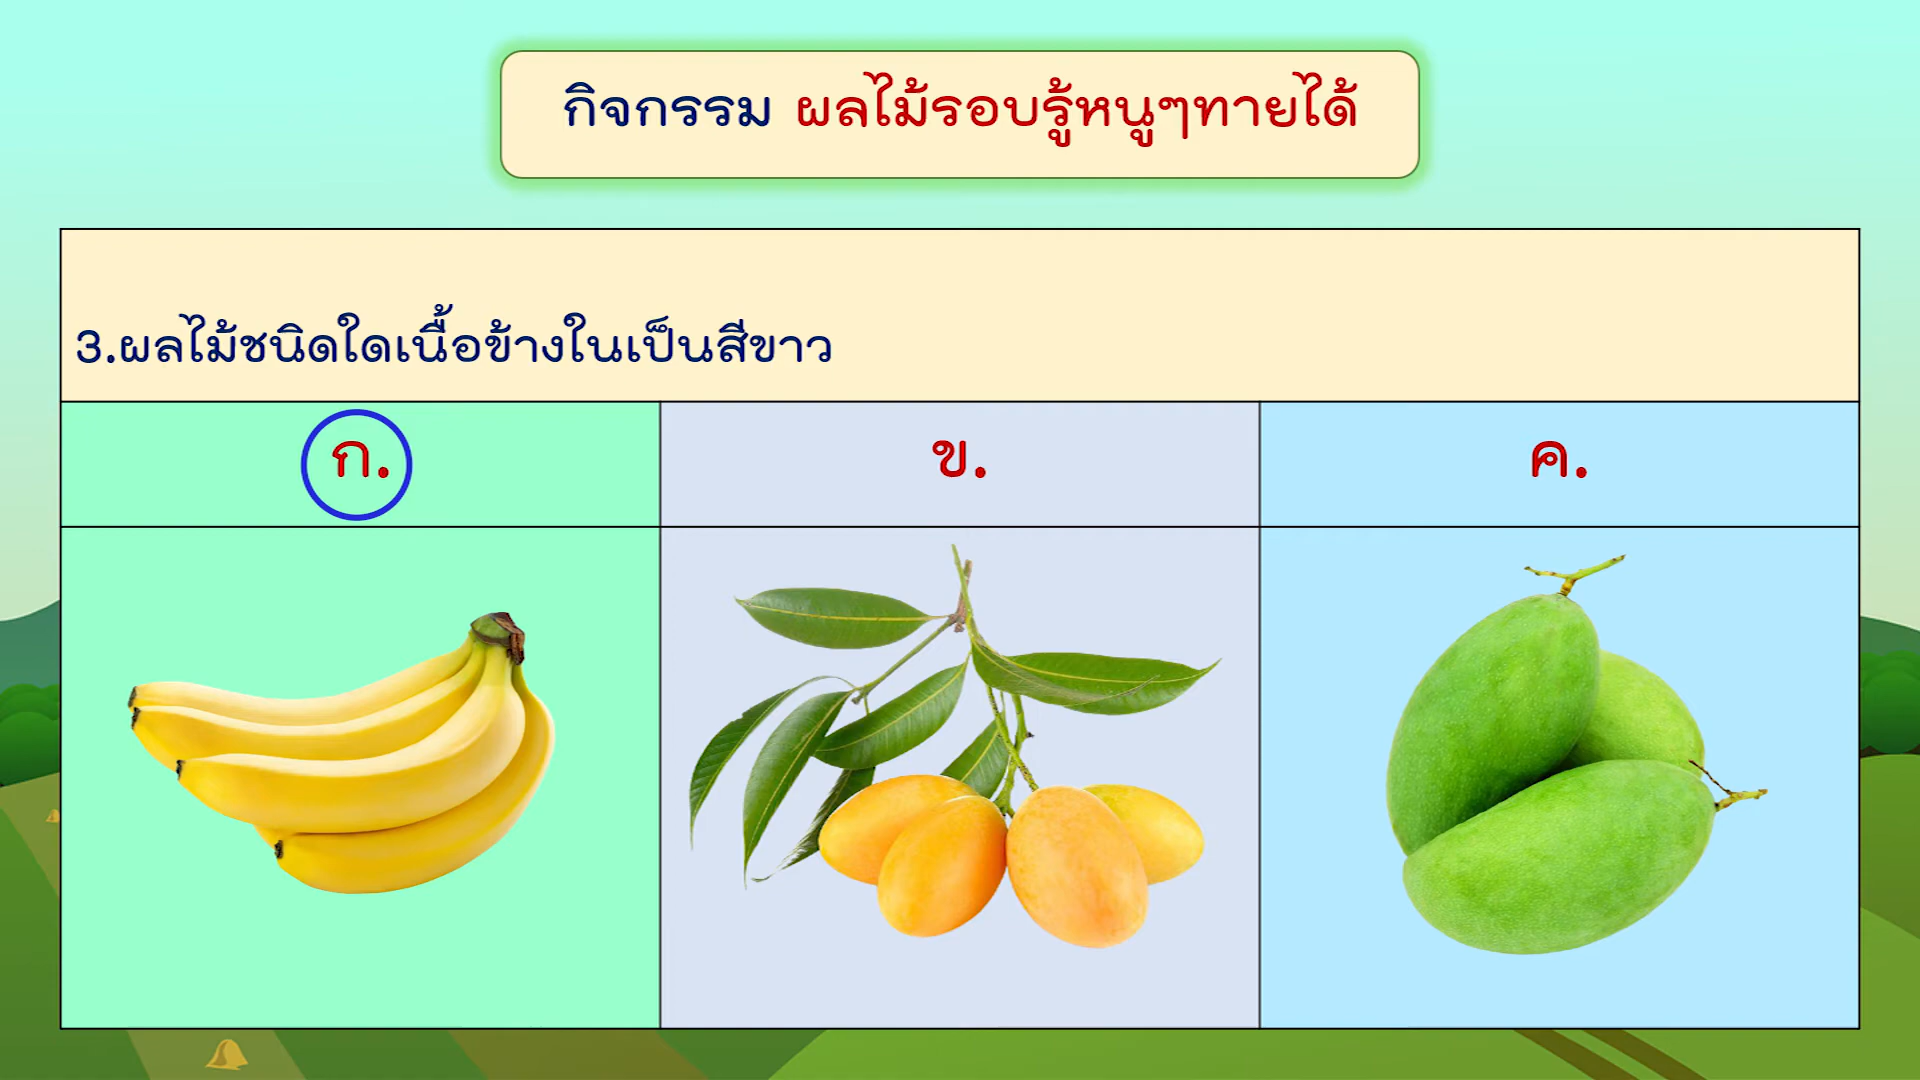 กิจกรรม ผลไม้รอบรู้หนูๆทายได้
3.ผลไม้ชนิดใดเนื้อข้างในเป็นสีขาว
ก.
ข.
ค.